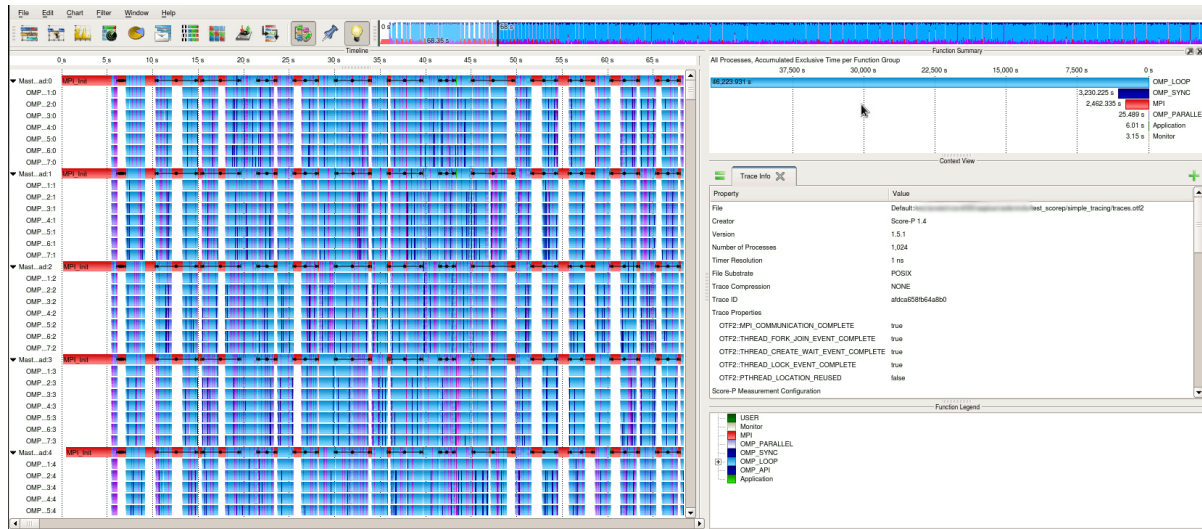 File Edit Chart Filter Window Help
0 s 68 s
68.35 s
Timeline
0 s 5 s 10 s 15 s 20 s 25 s 30 s 35 s 40 s 45 s 50 s 55 s 60 s 65 s
Mast...ad:0 MPI_Init
OMP...1:0
OMP...2:0
OMP...3:0
OMP...4:0
OMP...5:0
OMP...6:0
OMP...7:0
Mast...ad:1 MPI_Init
OMP...1:1
OMP...2:1
OMP...3:1
OMP...4:1
OMP...5:1
OMP...6:1
OMP...7:1
Mast...ad:2 MPI_Init
OMP...1:2
OMP...2:2
OMP...3:2
OMP...4:2
OMP...5:2
OMP...6:2
OMP...7:2
Mast...ad:3 MPI_Init
OMP...1:3
OMP...2:3
OMP...3:3
OMP...4:3
OMP...5:3
OMP...6:3
OMP...7:3
Mast...ad:4 MPI_Init
OMP...1:4
OMP...2:4
OMP...3:4
OMP...4:4
OMP...5:4
Function Summary
All Processes, Accumulated Exclusive Time per Function Group
37,500 s 30,000 s 22,500 s 15,000 s 7,500 s 0 s
46,223.931 s OMP_LOOP
3,230.225 s OMP_SYNC
2,462.335 s MPI
25.489 s OMP_PARALLE
6.01 s Application
3.15 s Monitor
Context View
Trace Info
Property Value
File Default: test_scorep/simple_tracing/traces.otf2
Creator Score-P 1.4
Version 1.5.1
Number of Processes 1,024
Timer Resolution 1 ns
File Substrate POSIX
Trace Compression NONE
Trace ID afdca658fb64a8b0
Trace Properties
OTF2::MPI_COMMUNICATION_COMPLETE true
OTF2::THREAD_FORK_JOIN_EVENT_COMPLETE true
OTF2::THREAD_CREATE_WAIT_EVENT_COMPLETE true
OTF2::THREAD_LOCK_EVENT_COMPLETE true
OTF2::PTHREAD_LOCATION_REUSED false
Score-P Measurement Configuration
Function Legend
USER
Monitor
MPI
OMP_PARALLEL
OMP_SYNC
OMP_LOOP
OMP_API
Application